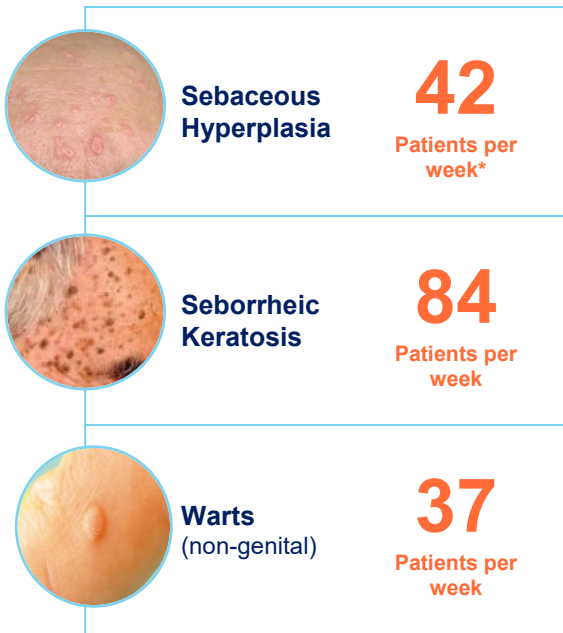 Sebaceous
Hyperplasia
42
Patients per
week*
Seborrheic
Keratosis
84
Patients per
week
Warts
(non-genital)
37
Patients per
week